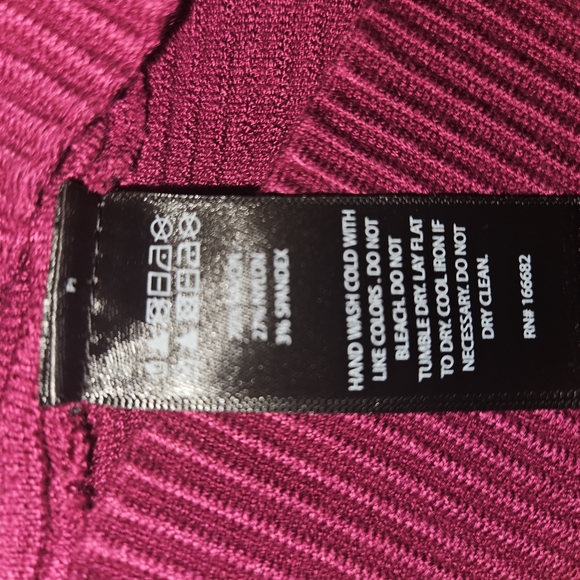 27% NYLON
3% SPANDEX
HAND WASH COLD WITH
LIKE COLORS. DO NOT
BLEACH. DO NOT
TUMBLE DRY. LAY FLAT
TO DRY. COOL IRON IF
NECESSARY. DO NOT
DRY CLEAN.
RN# 166682